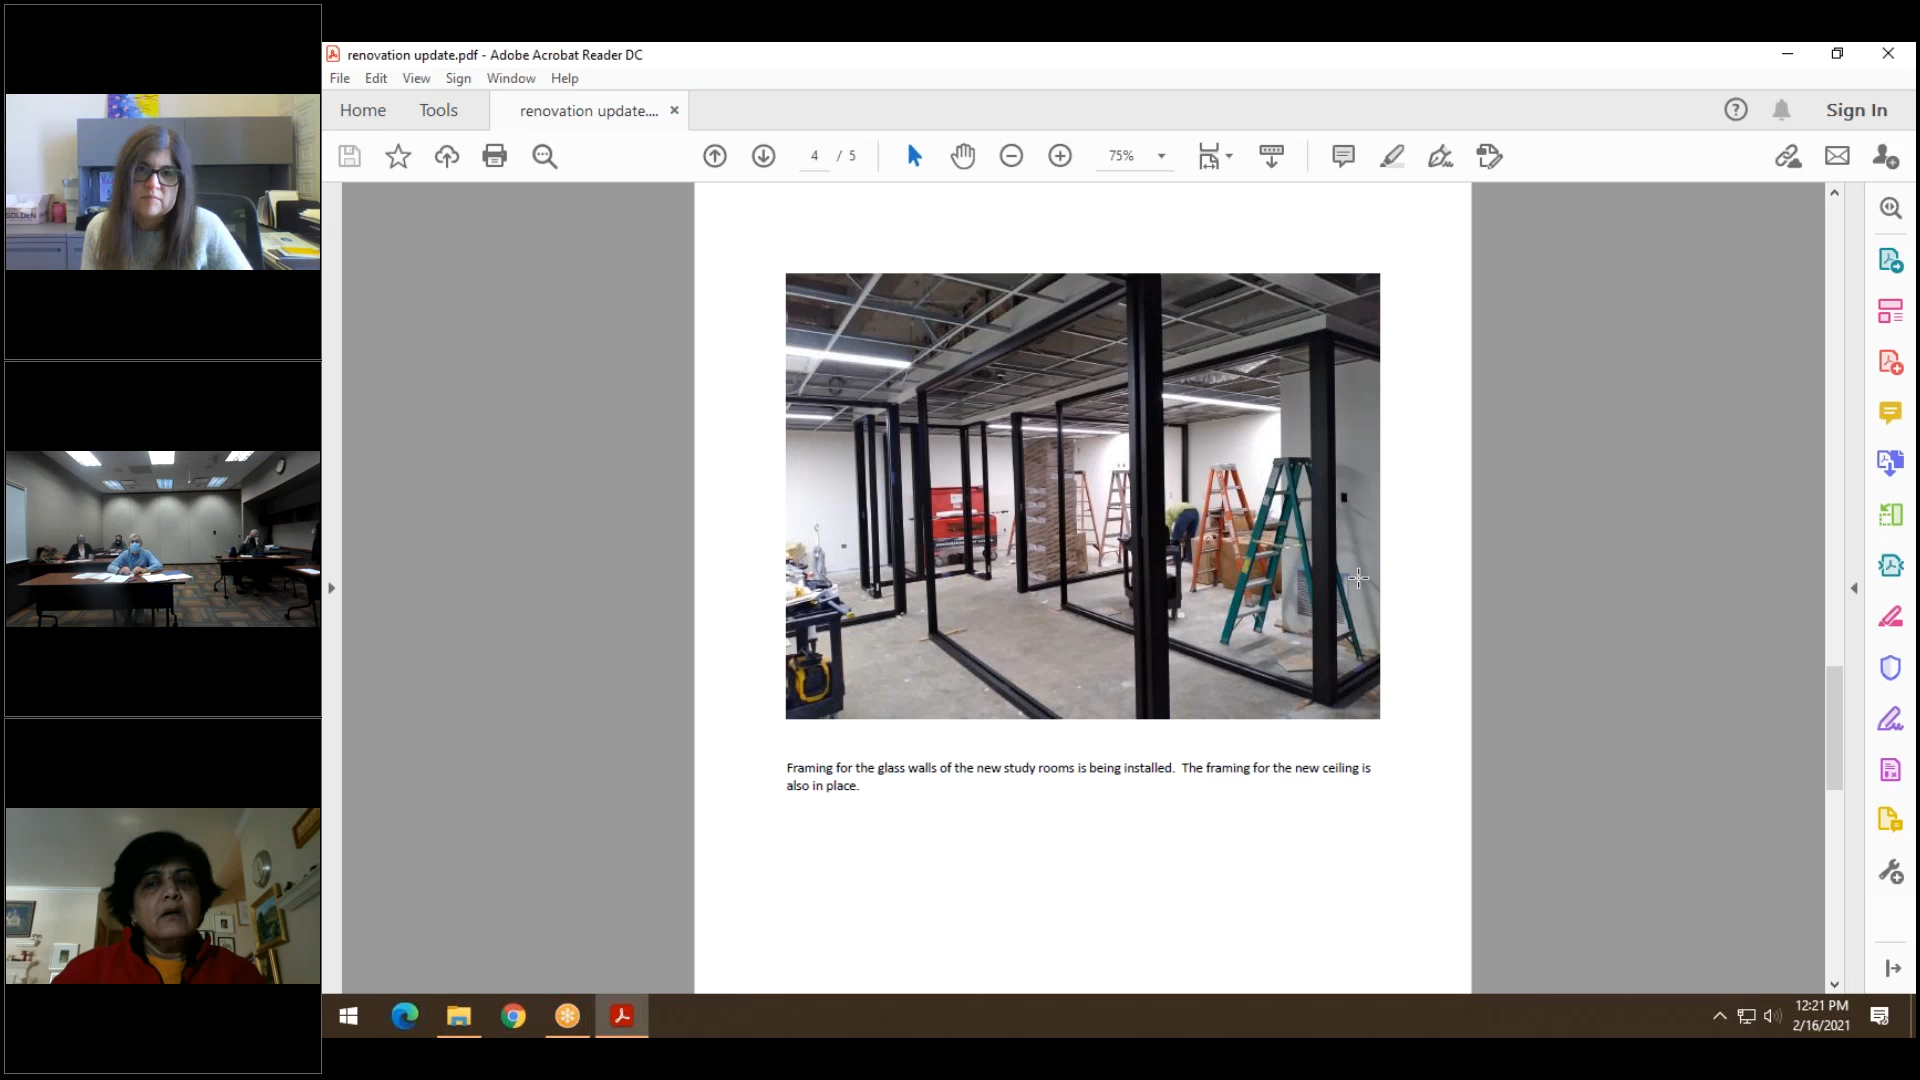 renovation update.pdf - Adobe Acrobat Reader DC
File Edit View Sign Window Help
Home Tools renovation update.... Sign In
4 / 5 75%
GOLDEN
Framing for the glass walls of the new study rooms is being installed. The framing for the new ceiling is
also in place.
12:21 PM
2/16/2021